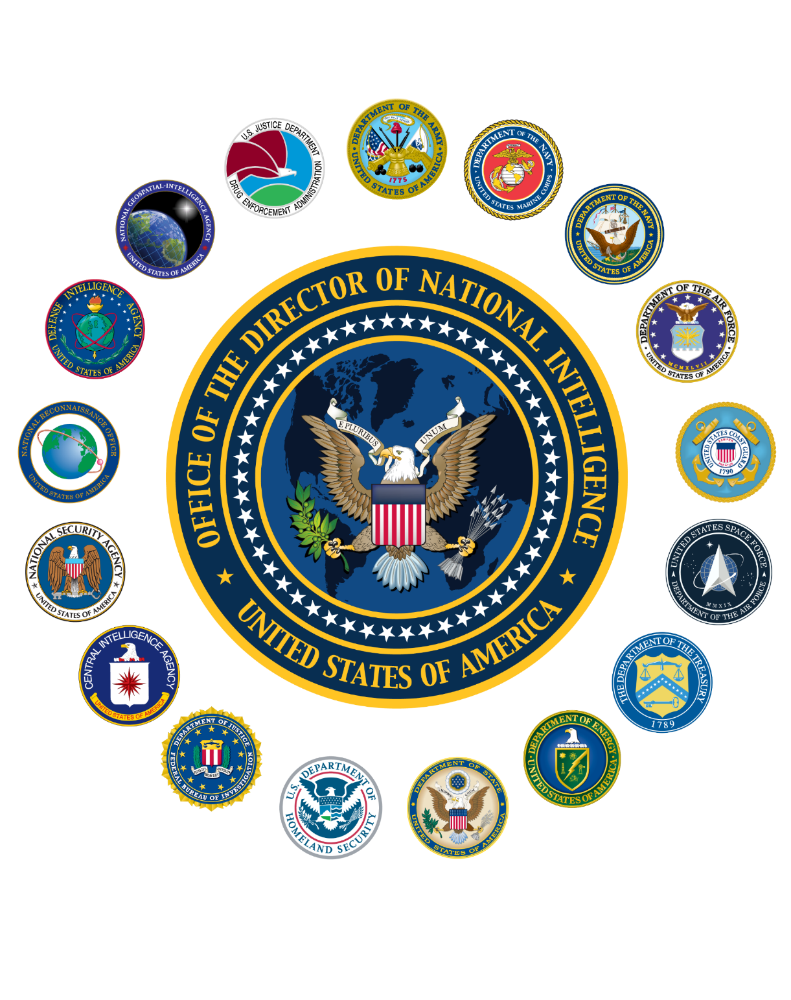 OFFICE OF THE DIRECTOR OF NATIONAL INTELLIGENCE
UNITED STATES OF AMERICA
E PLURIBUS
UNUM
DEPARTMENT OF THE ARMY
UNITED STATES OF AMERICA
1775
DEPARTMENT OF THE NAVY
UNITED STATES MARINE CORPS
DEPARTMENT OF THE NAVY
UNITED STATES OF AMERICA
DEPARTMENT OF THE AIR FORCE
MCMXLVII
UNITED STATES OF AMERICA
UNITED STATES COAST GUARD
SEMPER
PARATUS
1790
UNITED STATES SPACE FORCE
MMXIX
DEPARTMENT OF THE AIR FORCE
THE DEPARTMENT OF THE TREASURY
1789
DEPARTMENT OF ENERGY
UNITED STATES OF AMERICA
DEPARTMENT OF STATE
UNITED STATES OF AMERICA
U.S. DEPARTMENT OF
HOMELAND SECURITY
DEPARTMENT OF JUSTICE
FIDELITY
BRAVERY
INTEGRITY
FEDERAL BUREAU OF INVESTIGATION
CENTRAL INTELLIGENCE AGENCY
UNITED STATES OF AMERICA
NATIONAL SECURITY AGENCY
UNITED STATES OF AMERICA
NATIONAL RECONNAISSANCE OFFICE
UNITED STATES OF AMERICA
DEFENSE INTELLIGENCE AGENCY
UNITED STATES OF AMERICA
NATIONAL GEOSPATIAL-INTELLIGENCE AGENCY
UNITED STATES OF AMERICA
U.S. JUSTICE DEPARTMENT
DRUG ENFORCEMENT ADMINISTRATION